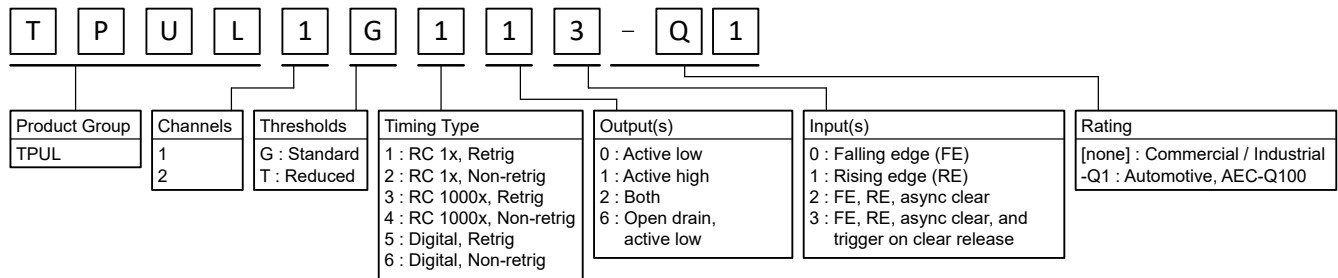 T P U L 1 G 1 1 3 - Q 1
Product Group
TPUL
Channels
1
2
Thresholds
G : Standard
T : Reduced
Timing Type
1 : RC 1x, Retrig
2 : RC 1x, Non-retrig
3 : RC 1000x, Retrig
4 : RC 1000x, Non-retrig
5 : Digital, Retrig
6 : Digital, Non-retrig
Output(s)
0 : Active low
1 : Active high
2 : Both
6 : Open drain,
active low
Input(s)
0 : Falling edge (FE)
1 : Rising edge (RE)
2 : FE, RE, async clear
3 : FE, RE, async clear, and
trigger on clear release
Rating
[none] : Commercial / Industrial
-Q1 : Automotive, AEC-Q100